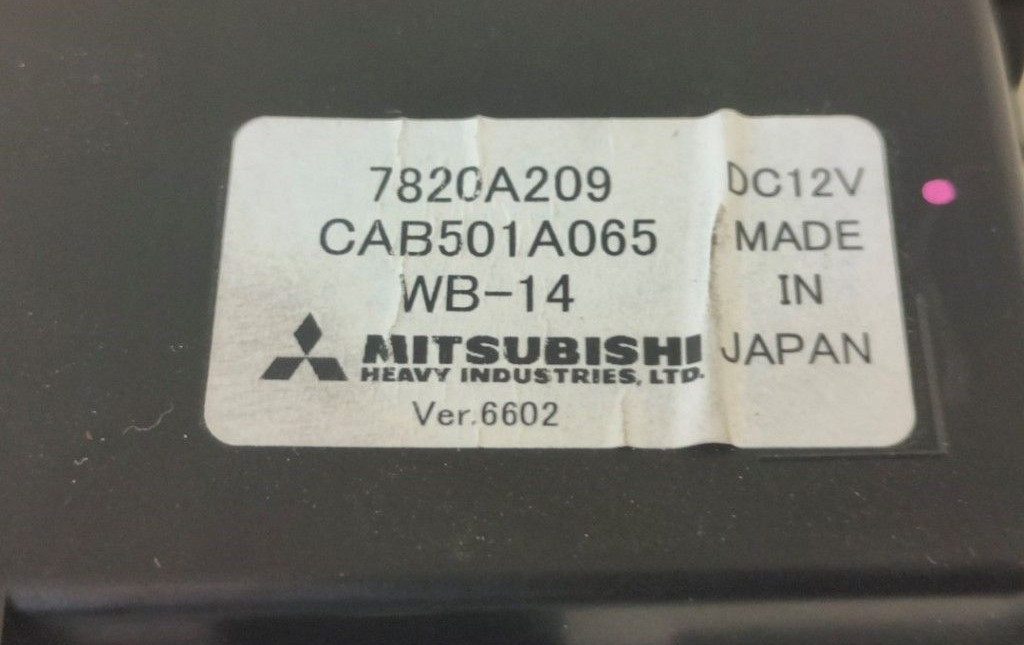 7820A209
CAB501A065
WB-14
MITSUBISHI
HEAVY INDUSTRIES, LTD.
Ver.6602
DC12V
MADE
IN
JAPAN